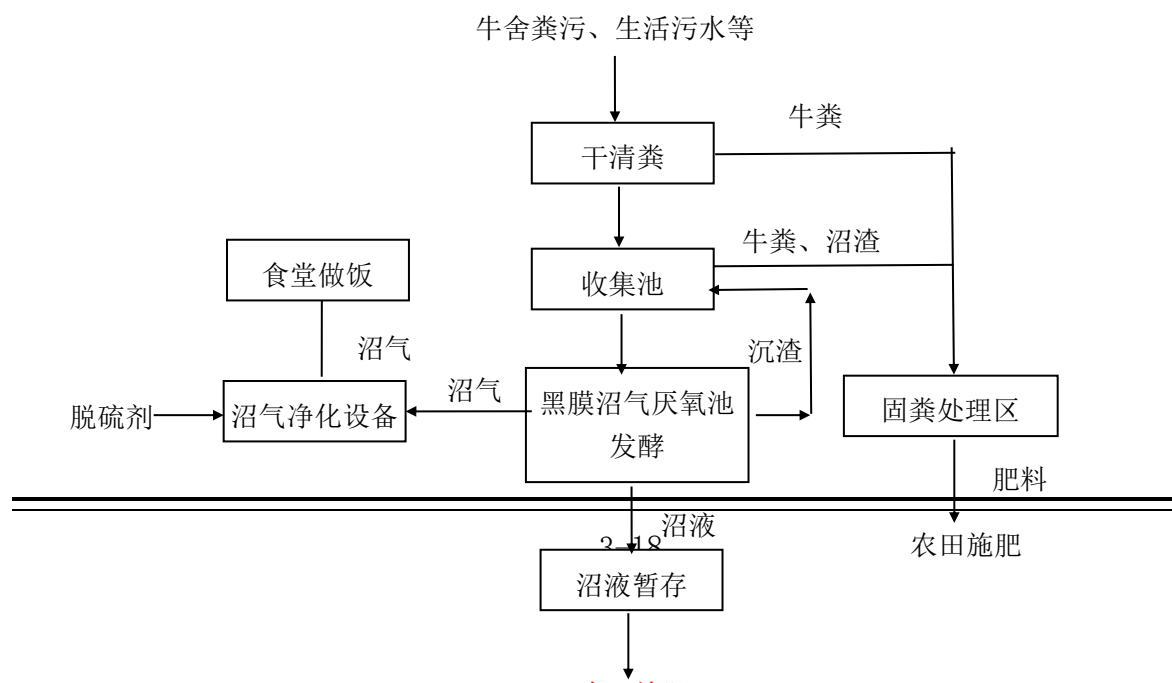 牛舍粪污、生活污水等
牛粪
干清粪
牛粪、沼渣
食堂做饭
收集池
沼气
沉渣
沼气
黑膜沼气厌氧池
发酵
脱硫剂
沼气净化设备
固粪处理区
肥料
沼液
3-18
农田施肥
沼液暂存